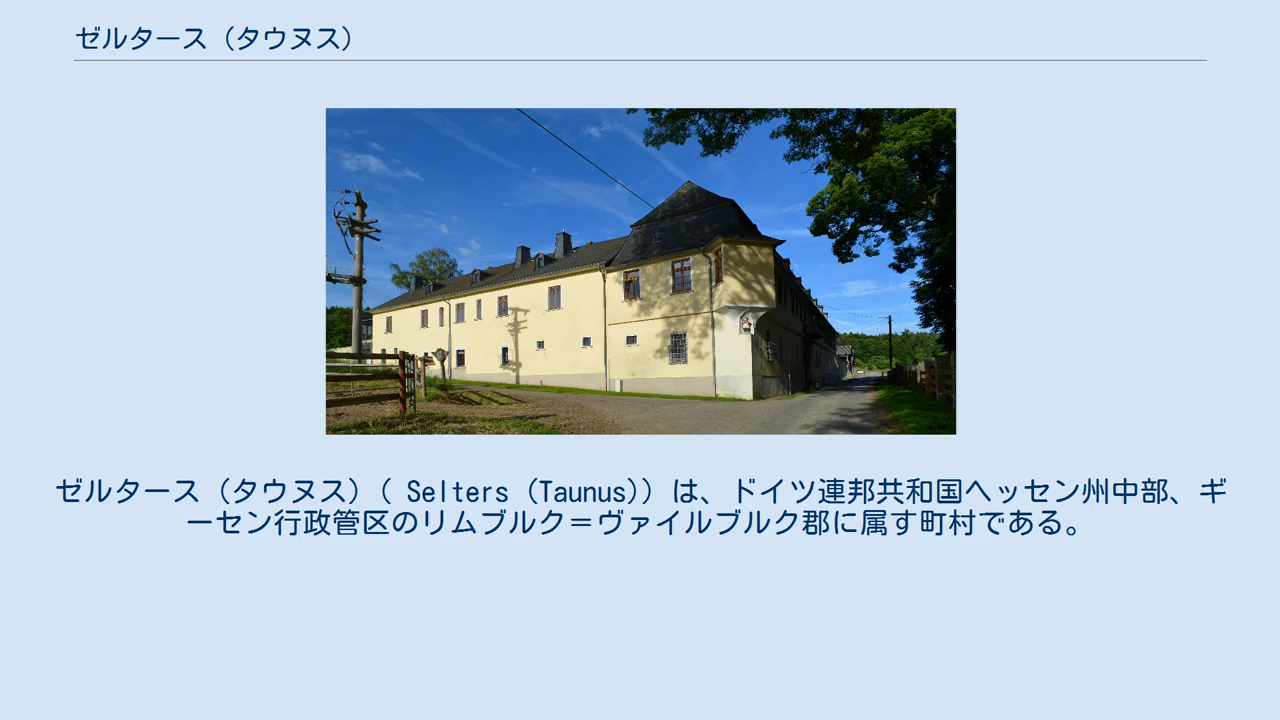 ゼルタース（タウヌス）
ゼルタース（タウヌス）( Selters (Taunus)）は、ドイツ連邦共和国ヘッセン州中部、ギ
ーセン行政管区のリムブルク＝ヴァイルブルク郡に属す町村である。